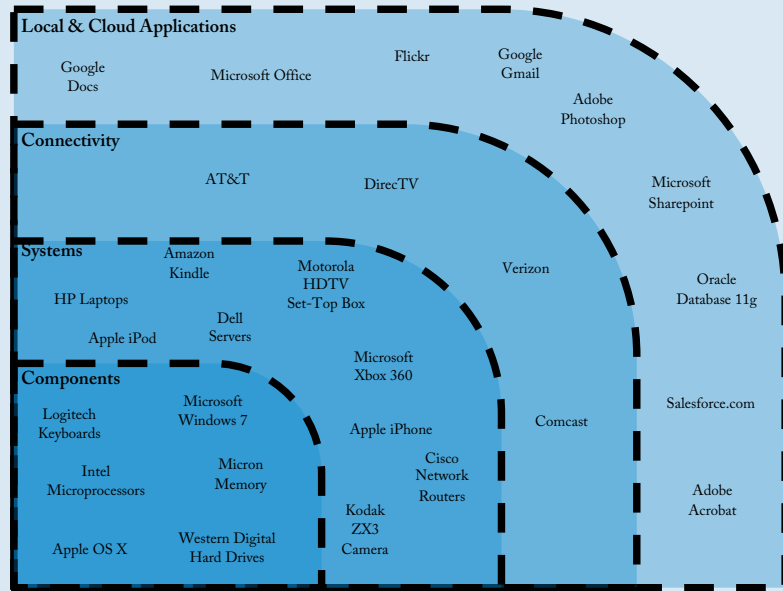 Local & Cloud Applications
Google
Docs
Microsoft Office
Flickr
Google
Gmail
Adobe
Photoshop
Microsoft
Sharepoint
Oracle
Database 11g
Salesforce.com
Adobe
Acrobat
Connectivity
AT&T
DirecTV
Verizon
Comcast
Systems
Amazon
Kindle
Motorola
HDTV
Set-Top Box
HP Laptops
Apple iPod
Dell
Servers
Microsoft
Xbox 360
Apple iPhone
Cisco
Network
Routers
Kodak
ZX3
Camera
Components
Logitech
Keyboards
Microsoft
Windows 7
Intel
Microprocessors
Micron
Memory
Apple OS X
Western Digital
Hard Drives